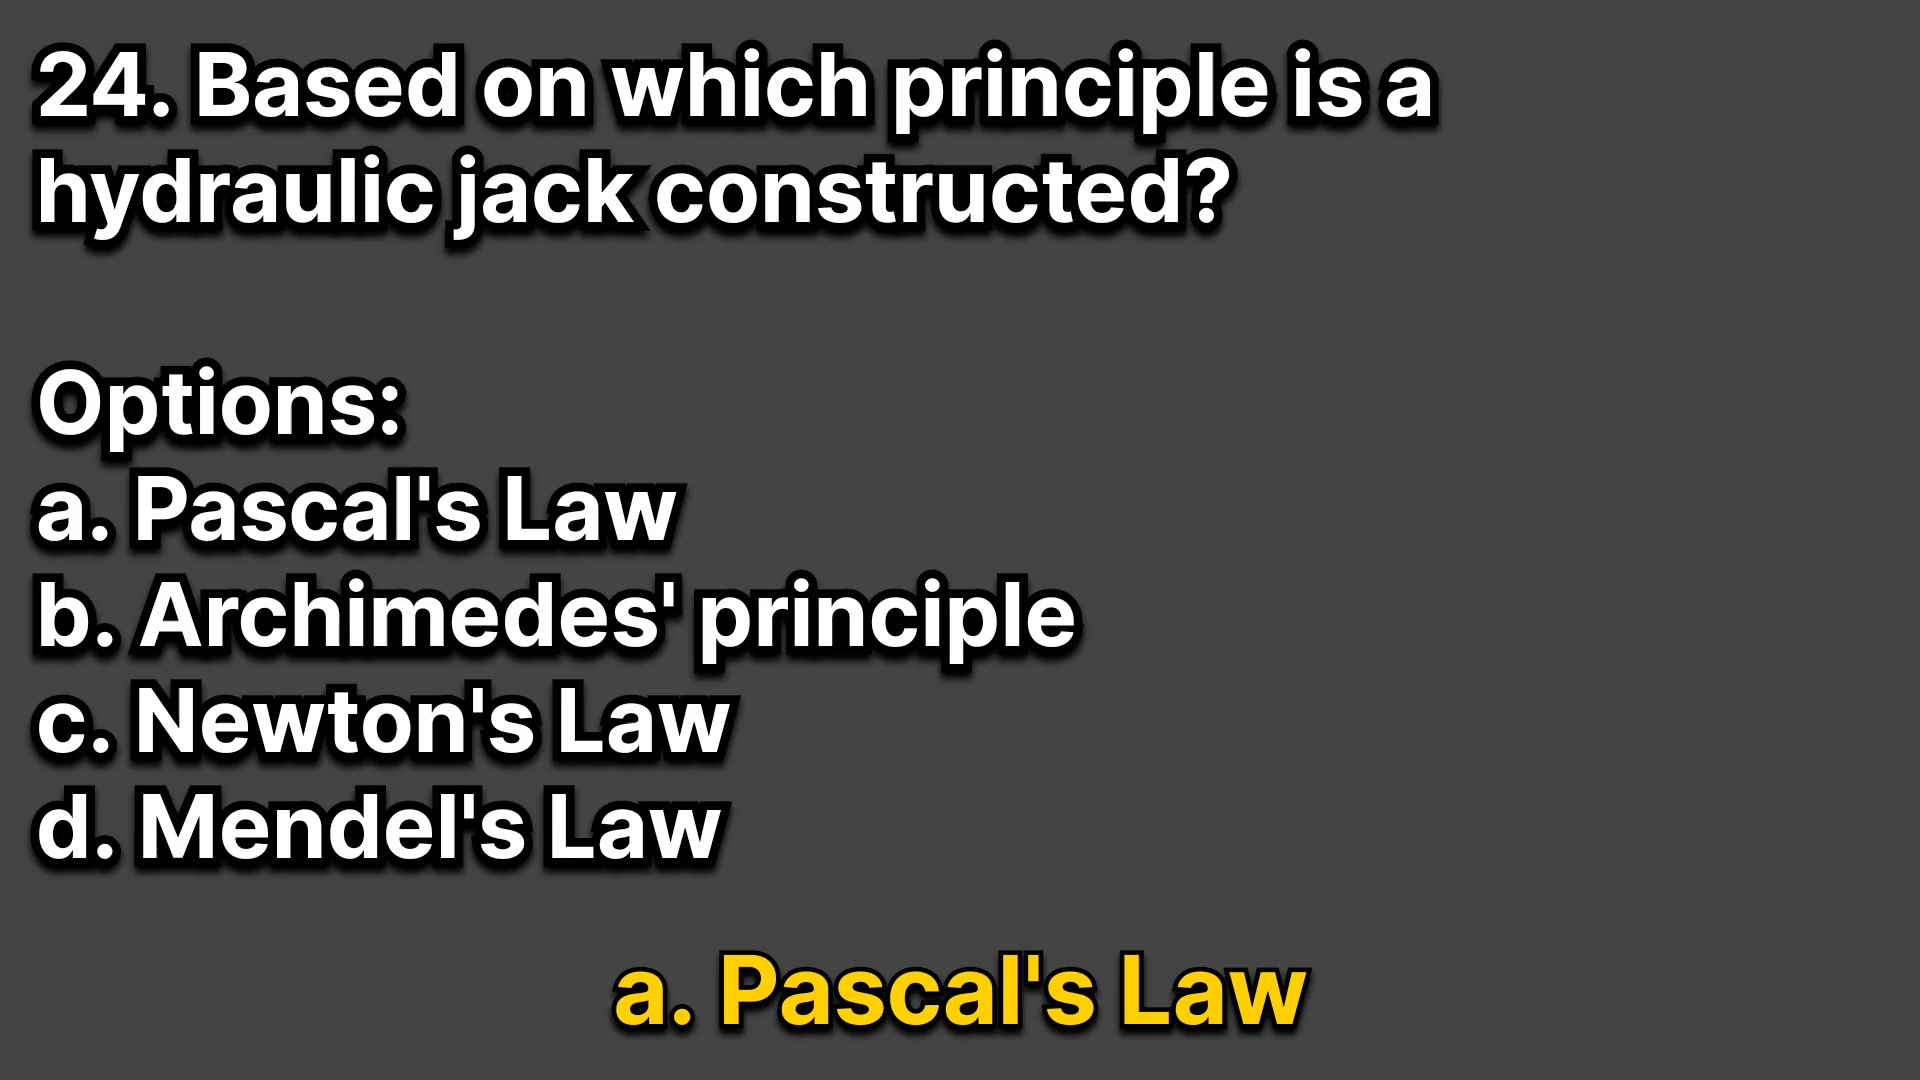 24. Based on which principle is a
hydraulic jack constructed?
Options:
a. Pascal's Law
b. Archimedes' principle
c. Newton's Law
d. Mendel's Law
a. Pascal's Law